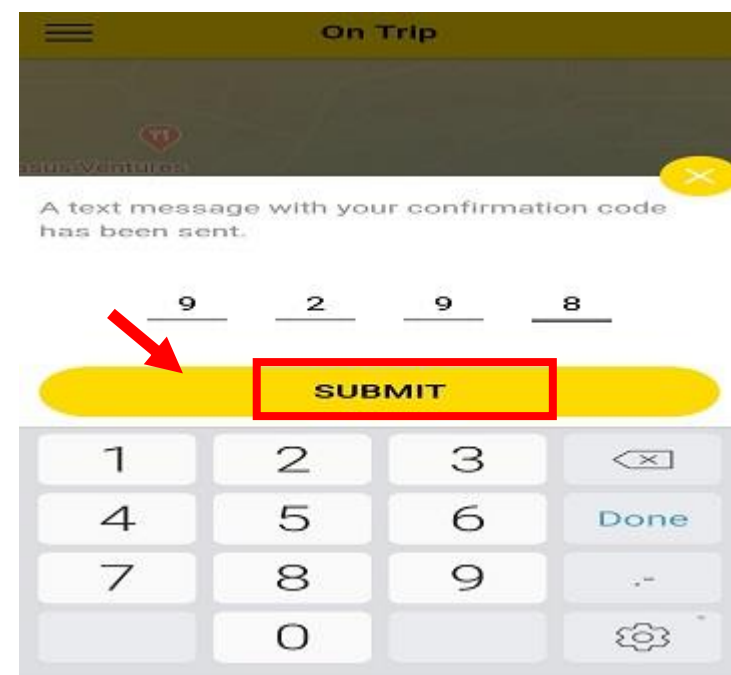 On Trip
Ventures
A text message with your confirmation code
has been sent.
9 2 9 8
SUBMIT
1 2 3
4 5 6 Done
7 8 9 .-
0